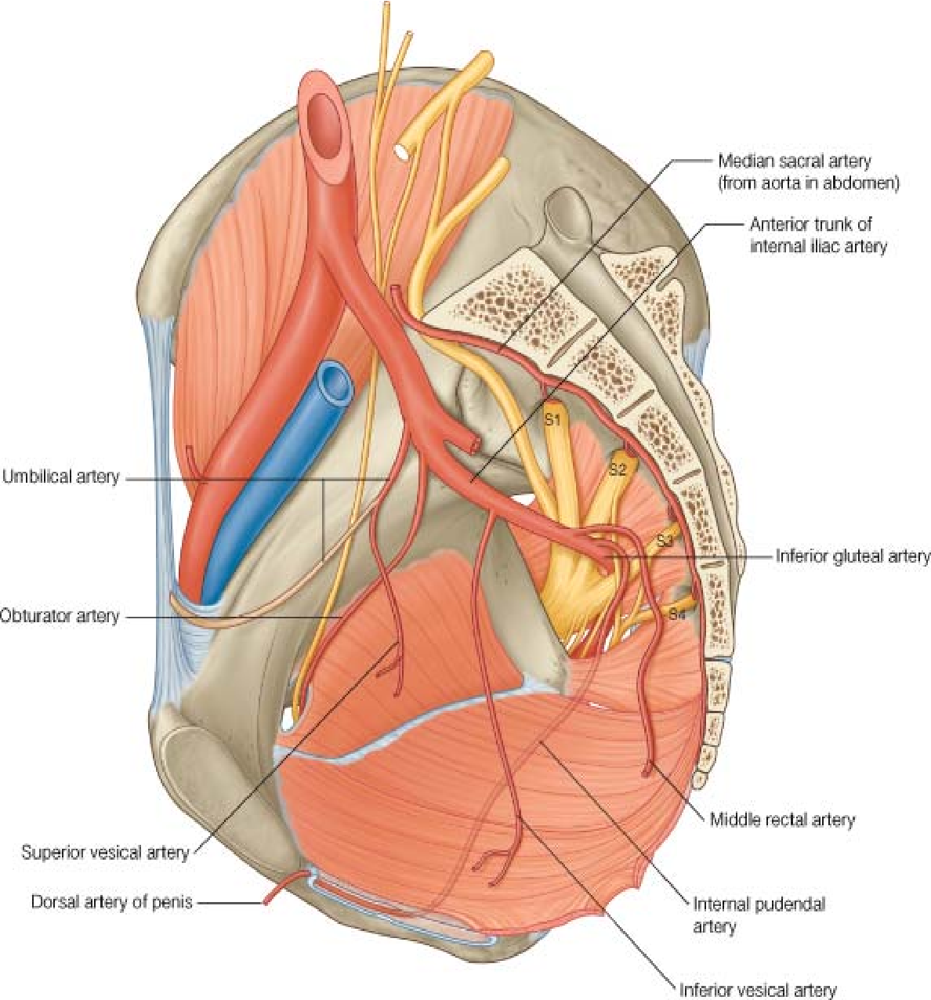 Median sacral artery
(from aorta in abdomen)
Anterior trunk of
internal iliac artery
S1
S2
Umbilical artery
S3
Inferior gluteal artery
Obturator artery
S4
Middle rectal artery
Superior vesical artery
Dorsal artery of penis
Internal pudendal
artery
Inferior vesical artery